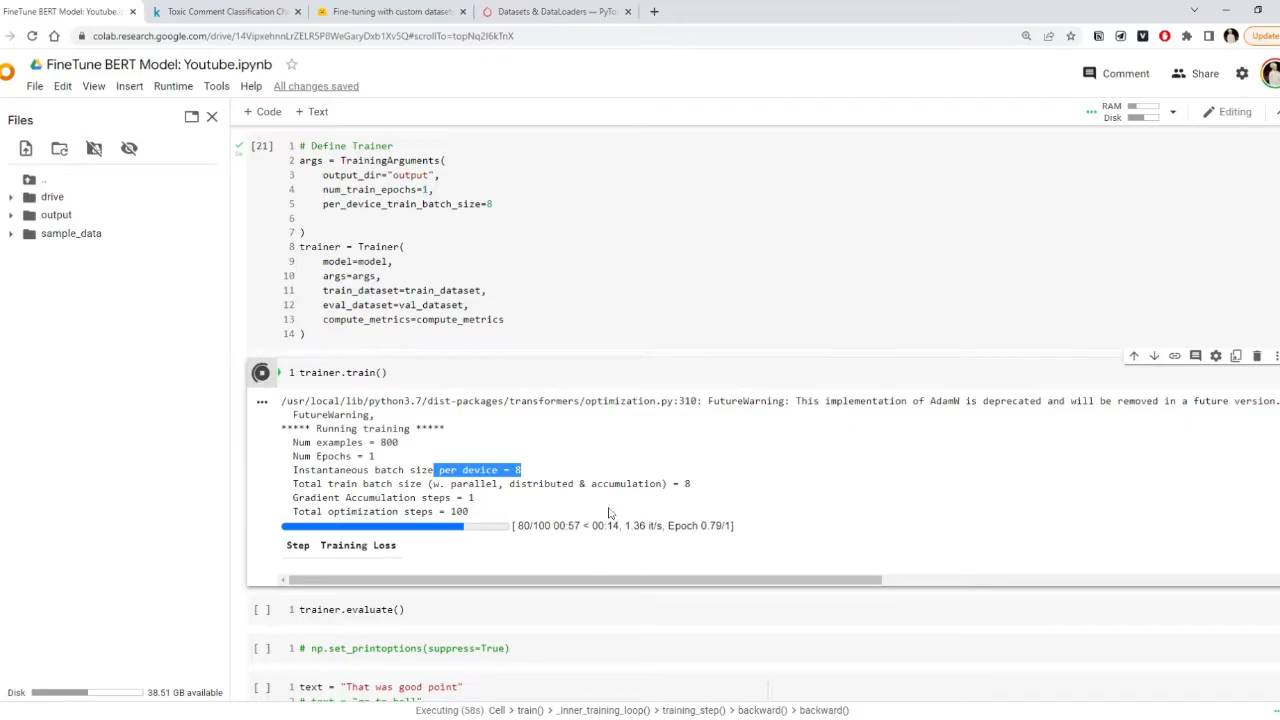 FineTune BERT Model: Youtube.ip
Toxic Comment Classification Cha
Fine-tuning with custom dataset
Datasets & DataLoaders — PyTo
colab.research.google.com/drive/14VipxehnnLrZELR5P8WeGaryDxb1Xv5Q#scrollTo=topNq2I6kTnX
Update
FineTune BERT Model: Youtube.ipynb
File Edit View Insert Runtime Tools Help All changes saved
Comment Share
+ Code + Text
RAM
Disk
Editing
Files
..
drive
output
sample_data
Disk 38.51 GB available
[21] 1 # Define Trainer
2 args = TrainingArguments(
3 output_dir="output",
4 num_train_epochs=1,
5 per_device_train_batch_size=8
6
7 )
8 trainer = Trainer(
9 model=model,
10 args=args,
11 train_dataset=train_dataset,
12 eval_dataset=val_dataset,
13 compute_metrics=compute_metrics
14 )
1 trainer.train()
/usr/local/lib/python3.7/dist-packages/transformers/optimization.py:310: FutureWarning: This implementation of AdamW is deprecated and will be removed in a future version.
FutureWarning,
***** Running training *****
Num examples = 800
Num Epochs = 1
Instantaneous batch size per device = 8
Total train batch size (w. parallel, distributed & accumulation) = 8
Gradient Accumulation steps = 1
Total optimization steps = 100
[ 80/100 00:57 < 00:14, 1.36 it/s, Epoch 0.79/1]
Step Training Loss
[ ] 1 trainer.evaluate()
[ ] 1 # np.set_printoptions(suppress=True)
[ ] 1 text = "That was good point"
2 # text = "go to hell"
Executing (58s) Cell > train() > _inner_training_loop() > training_step() > backward() > backward()